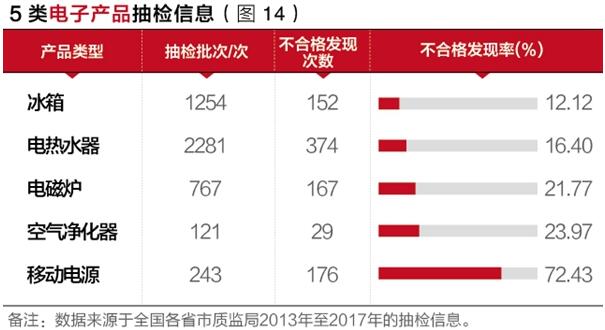 5 类电子产品抽检信息（图 14）
产品类型 抽检批次/次 不合格发现次数 不合格发现率(%)
冰箱 1254 152 12.12
电热水器 2281 374 16.40
电磁炉 767 167 21.77
空气净化器 121 29 23.97
移动电源 243 176 72.43
备注：数据来源于全国各省市质监局2013年至2017年的抽检信息。